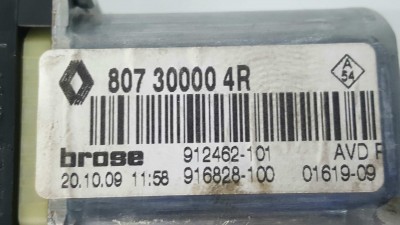 807 30000 4R
A
54
brose 912462-101 AVD F
20.10.09 11:58 916828-100 01619-09